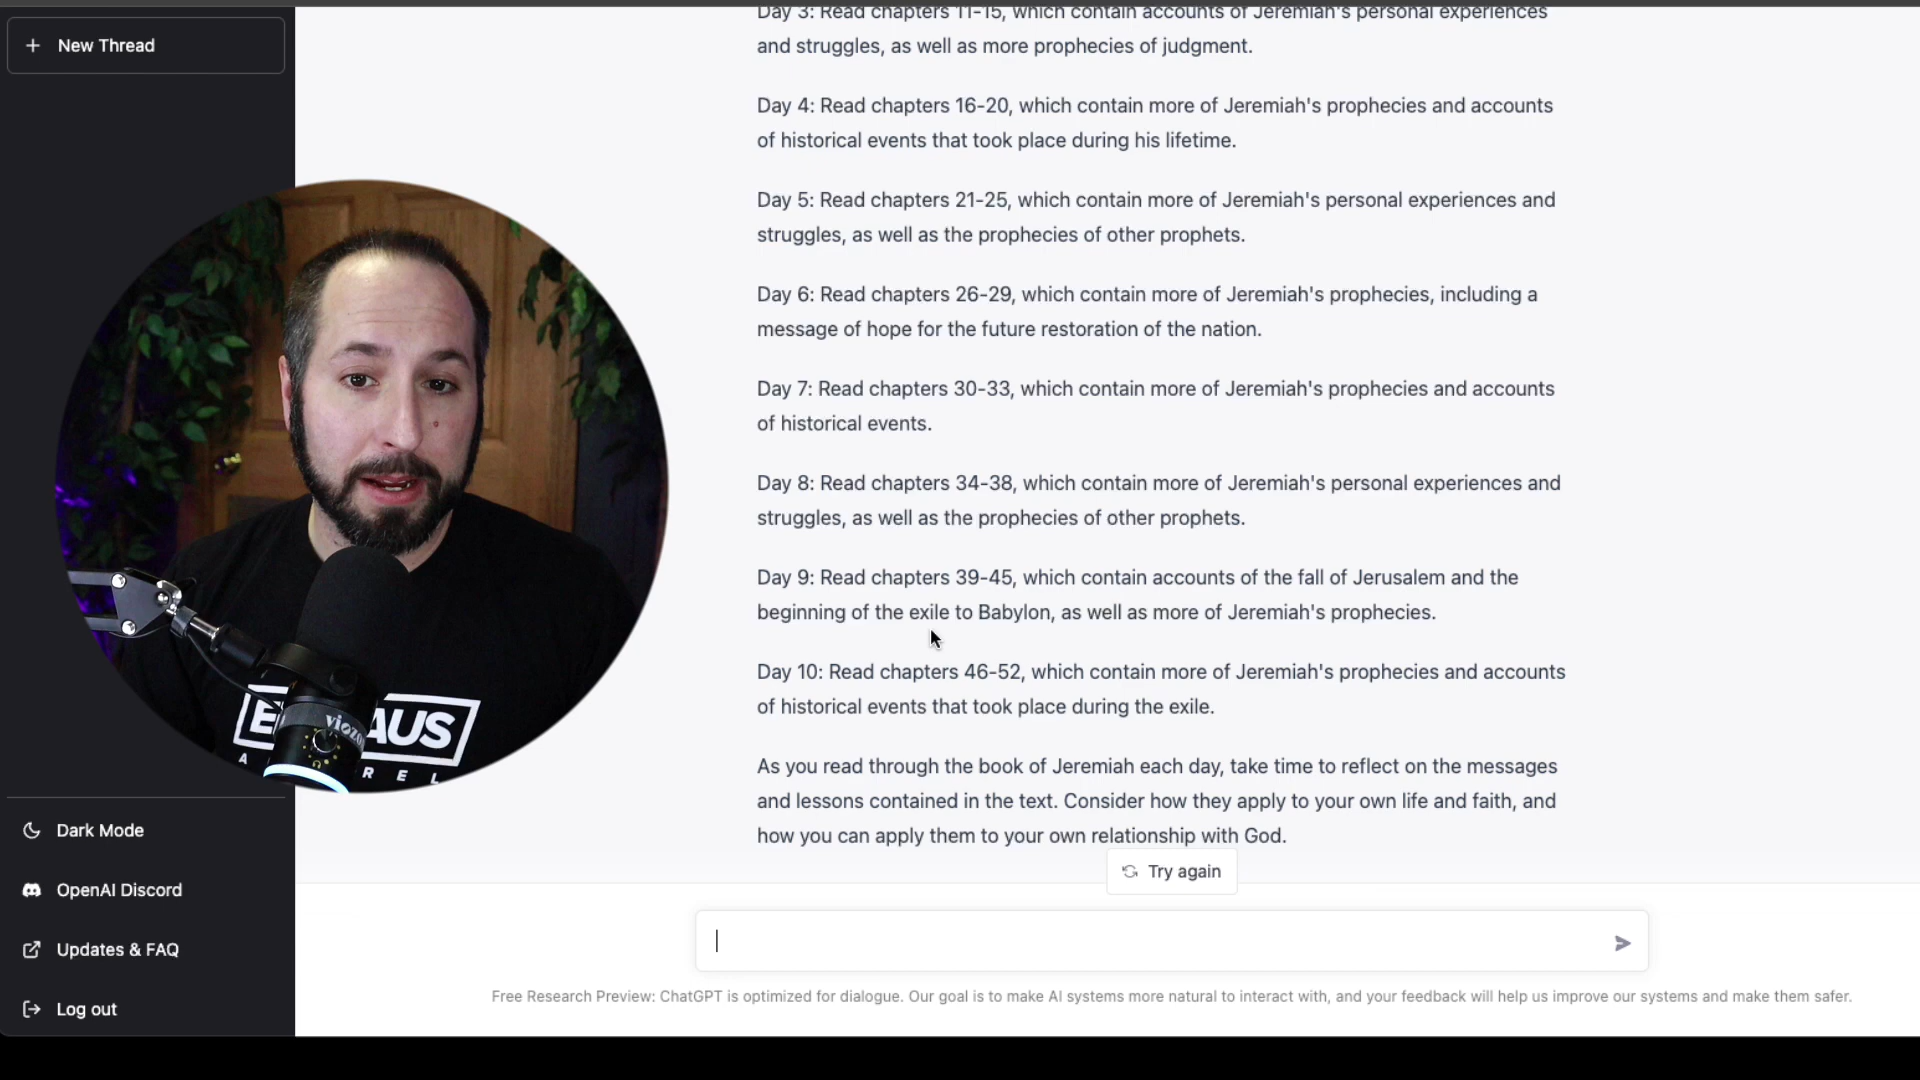 New Thread
Day 3: Read chapters 11-15, which contain accounts of Jeremiah's personal experiences
and struggles, as well as more prophecies of judgment.
Day 4: Read chapters 16-20, which contain more of Jeremiah's prophecies and accounts
of historical events that took place during his lifetime.
Day 5: Read chapters 21-25, which contain more of Jeremiah's personal experiences and
struggles, as well as the prophecies of other prophets.
Day 6: Read chapters 26-29, which contain more of Jeremiah's prophecies, including a
message of hope for the future restoration of the nation.
Day 7: Read chapters 30-33, which contain more of Jeremiah's prophecies and accounts
of historical events.
Day 8: Read chapters 34-38, which contain more of Jeremiah's personal experiences and
struggles, as well as the prophecies of other prophets.
Day 9: Read chapters 39-45, which contain accounts of the fall of Jerusalem and the
beginning of the exile to Babylon, as well as more of Jeremiah's prophecies.
Day 10: Read chapters 46-52, which contain more of Jeremiah's prophecies and accounts
of historical events that took place during the exile.
As you read through the book of Jeremiah each day, take time to reflect on the messages
and lessons contained in the text. Consider how they apply to your own life and faith, and
how you can apply them to your own relationship with God.
Try again
Dark Mode
OpenAI Discord
Updates & FAQ
Log out
Free Research Preview: ChatGPT is optimized for dialogue. Our goal is to make AI systems more natural to interact with, and your feedback will help us improve our systems and make them safer.